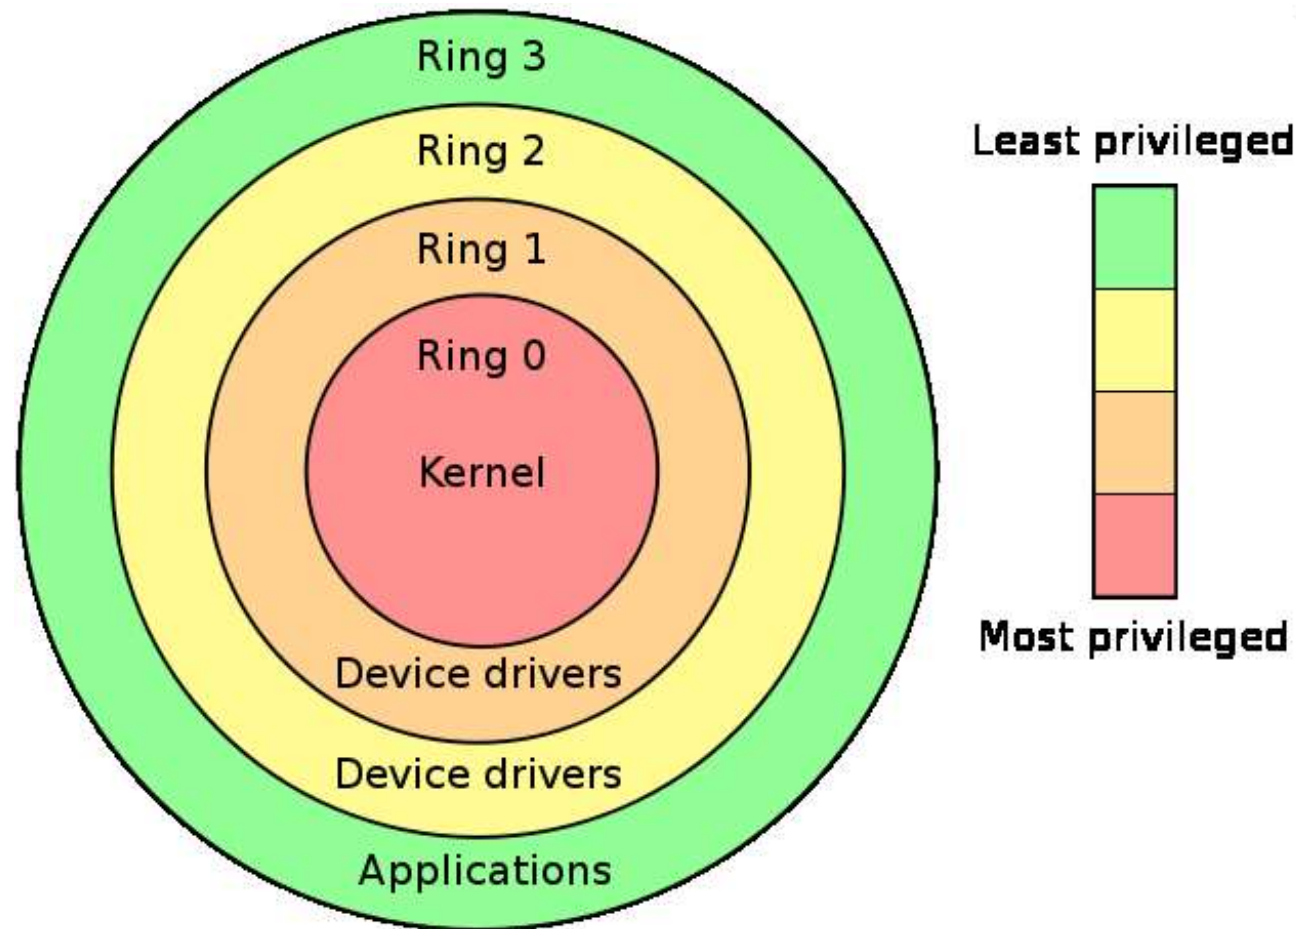 Ring 3
Ring 2
Ring 1
Ring 0
Kernel
Device drivers
Device drivers
Applications
Least privileged
Most privileged